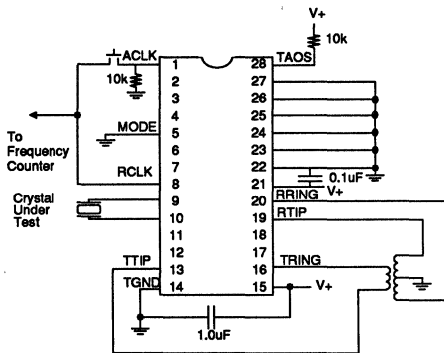 V+
ACLK
TAOS
10k
10k
1
2
3
4
5
6
7
8
9
10
11
12
13
14
28
27
26
25
24
23
22
21
20
19
18
17
16
15
MODE
To
Frequency
Counter
RCLK
0.1uF
V+
RRING
RTIP
Crystal
Under
Test
TTIP
TRING
TGND
V+
1.0uF